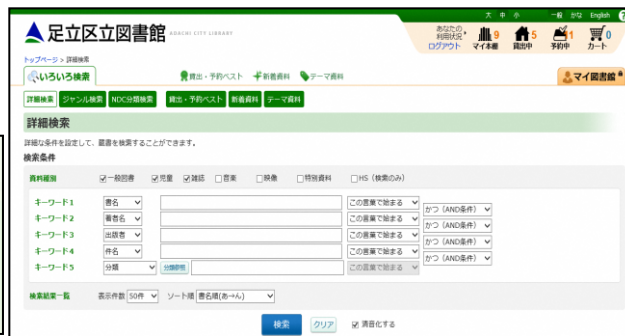 大 中 小 一般 かな English ?
足立区立図書館 ADACHI CITY LIBRARY
あなたの利用状況 9 5 1 0
ログアウト マイ本棚 貸出中 予約中 カート
トップページ > 詳細検索
いろいろ検索 貸出・予約ベスト 新着資料 テーマ資料 マイ図書館
詳細検索 ジャンル検索 NDC分類検索 貸出・予約ベスト 新着資料 テーマ資料
詳細検索
詳細な条件を設定して、蔵書を検索することができます。
検索条件
資料種別 一般図書 児童 雑誌 音楽 映像 特別資料 HS（検索のみ）
キーワード1 書名 この言葉で始まる かつ（AND条件）
キーワード2 著者名 この言葉で始まる かつ（AND条件）
キーワード3 出版者 この言葉で始まる かつ（AND条件）
キーワード4 件名 この言葉で始まる かつ（AND条件）
キーワード5 分類 分類参照 この言葉で始まる
検索結果一覧 表示件数 50件 ソート順 書名順(あ→ん)
検索 クリア 清音化する